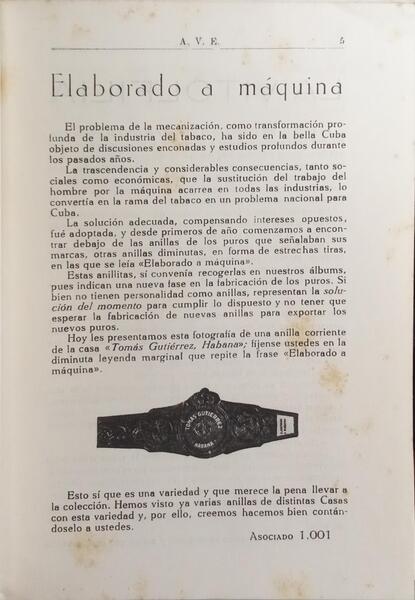 A. V. E.
5
Elaborado a máquina
El problema de la mecanización, como transformación pro-
funda de la industria del tabaco, ha sido en la bella Cuba
objeto de discusiones enconadas y estudios profundos durante
los pasados años.
La trascendencia y considerables consecuencias, tanto so-
ciales como económicas, que la sustitución del trabajo del
hombre por la máquina acarrea en todas las industrias, lo
convertía en la rama del tabaco en un problema nacional para
Cuba.
La solución adecuada, compensando intereses opuestos,
fué adoptada, y desde primeros de año comenzamos a encon-
trar debajo de las anillas de los puros que señalaban sus
marcas, otras anillas diminutas, en forma de estrechas tiras,
en las que se leía «Elaborado a máquina».
Estas anillitas, sí convenía recogerlas en nuestros álbums,
pues indican una nueva fase en la fabricación de los puros. Si
bien no tienen personalidad como anillas, representan la solu-
ción del momento para cumplir lo dispuesto y no tener que
esperar la fabricación de nuevas anillas para exportar los
nuevos puros.
Hoy les presentamos esta fotografía de una anilla corriente
de la casa «Tomás Gutiérrez, Habana»; fíjense ustedes en la
diminuta leyenda marginal que repite la frase «Elaborado a
máquina».
TOMAS GUTIERREZ
HABANA
Esto sí que es una variedad y que merece la pena llevar a
la colección. Hemos visto ya varias anillas de distintas Casas
con esta variedad y, por ello, creemos hacemos bien contán-
doselo a ustedes.
Asociado 1.001